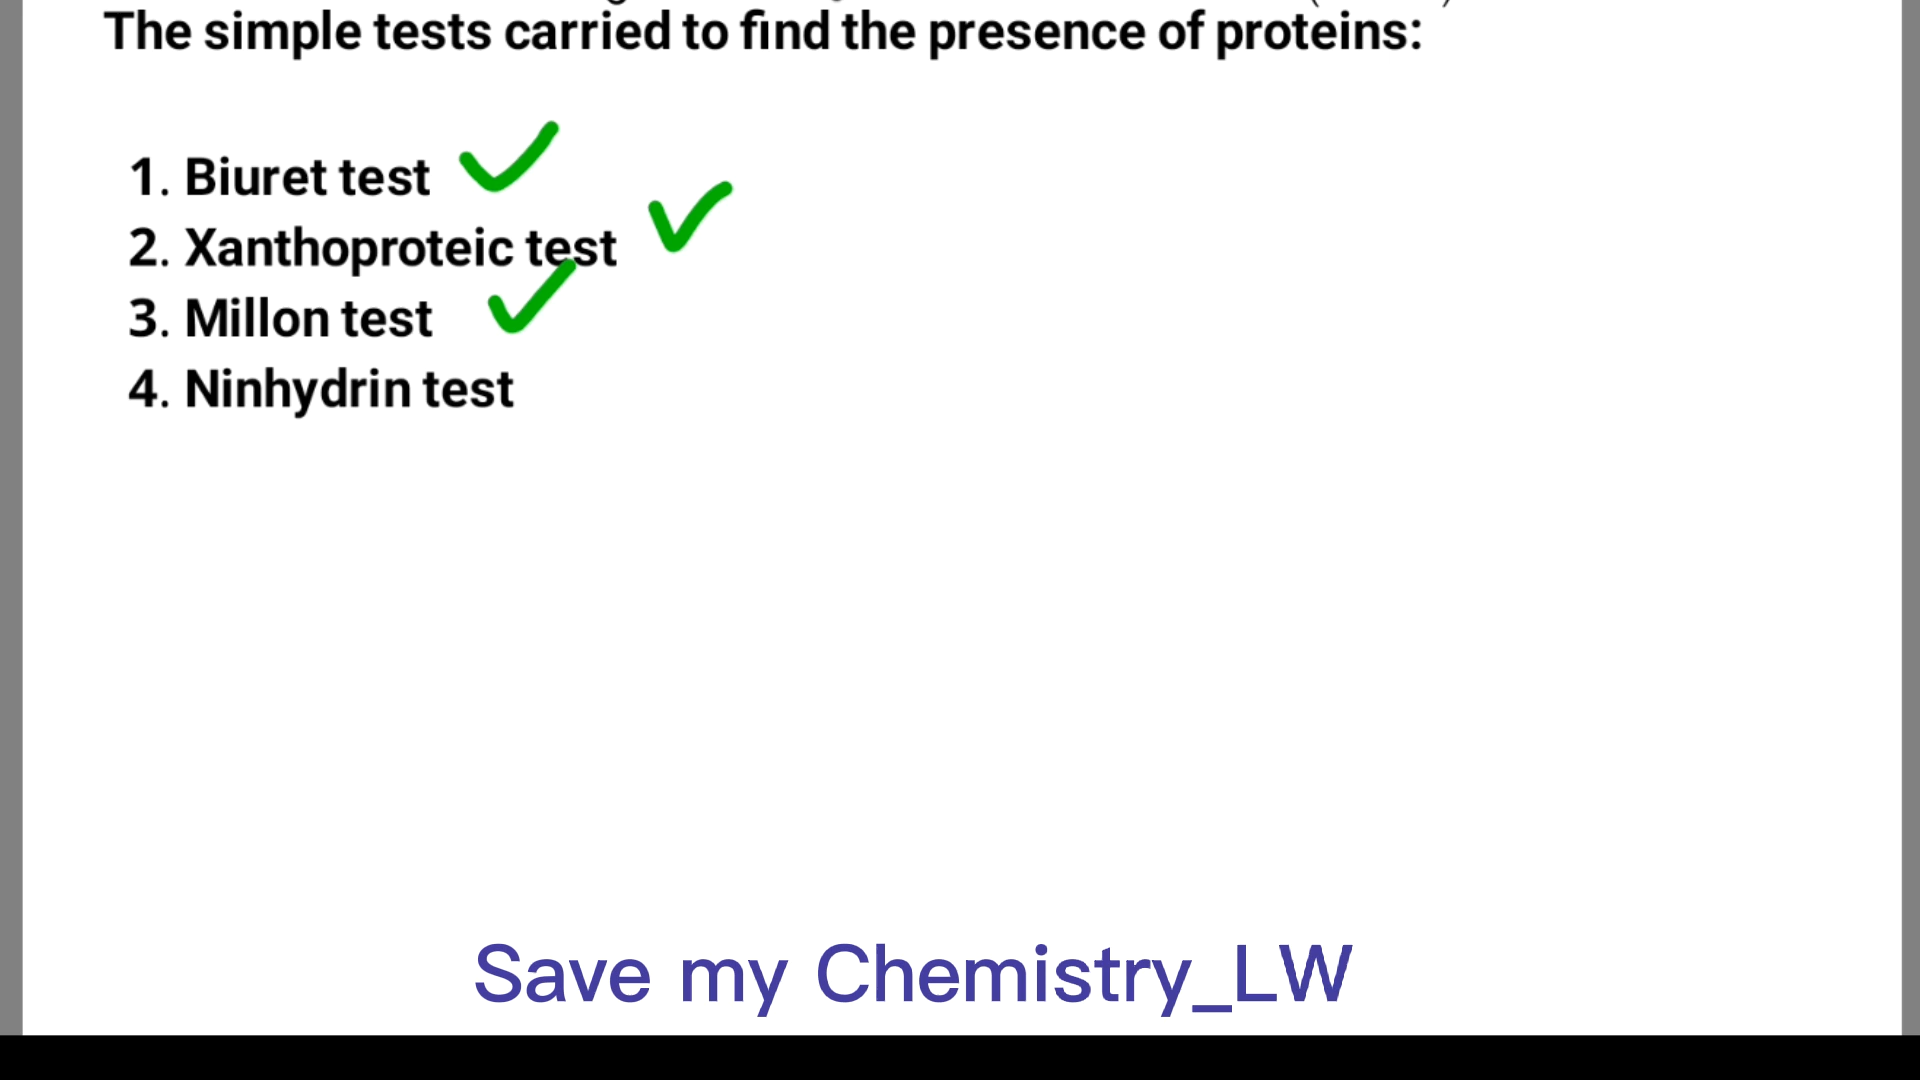 The simple tests carried to find the presence of proteins:
1. Biuret test
2. Xanthoproteic test
3. Millon test
4. Ninhydrin test
Save my Chemistry_LW